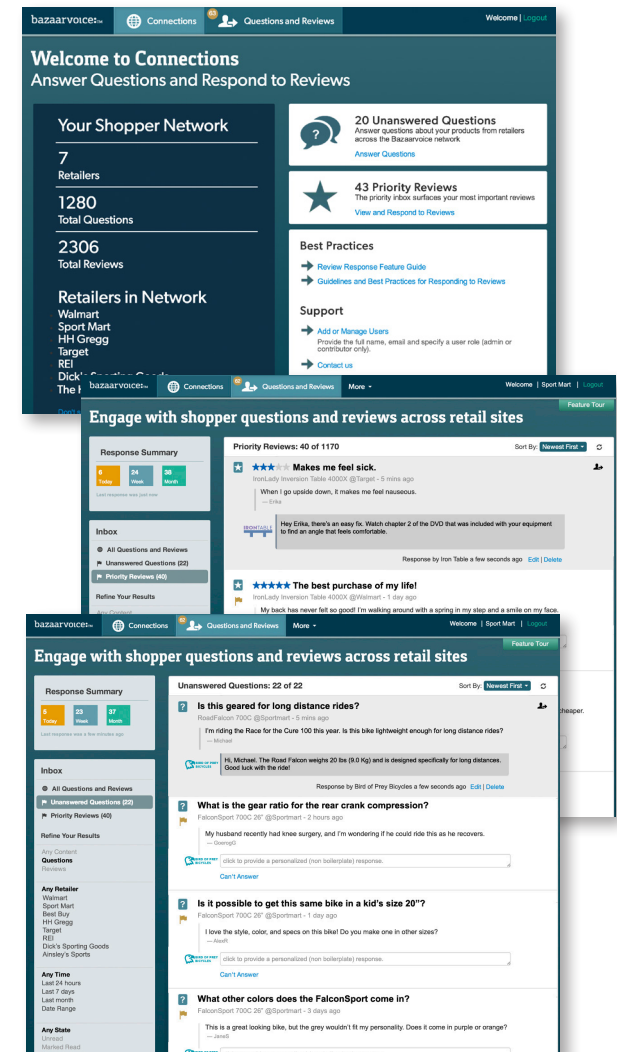 bazaarvoice:™
Connections
63
Questions and Reviews
Welcome | Logout
Welcome to Connections
Answer Questions and Respond to Reviews
Your Shopper Network
7
Retailers
1280
Total Questions
2306
Total Reviews
Retailers in Network
Walmart
Sport Mart
HH Gregg
Target
REI
20 Unanswered Questions
Answer questions about your products from retailers
across the Bazaarvoice network
Answer Questions
43 Priority Reviews
The priority inbox surfaces your most important reviews
View and Respond to Reviews
Best Practices
Review Response Feature Guide
Guidelines and Best Practices for Responding to Reviews
Support
Add or Manage Users
Provide the full name, email and specify a user role (admin or
contributor only).
Contact us
bazaarvoice:™
Connections
62
Questions and Reviews
More
Welcome | Sport Mart | Logout
Feature Tour
Engage with shopper questions and reviews across retail sites
Response Summary
Today
24
Week
38
Month
Last response was just now
Inbox
All Questions and Reviews
Unanswered Questions (22)
Priority Reviews (40)
Refine Your Results
Any Content
Priority Reviews: 40 of 1170
Sort By: Newest First
Makes me feel sick.
IronLady Inversion Table 4000X @Target - 5 mins ago
When I go upside down, it makes me feel nauseous.
— Erika
IRONTABLE
Hey Erika, there's an easy fix. Watch chapter 2 of the DVD that was included with your equipment
to find an angle that feels comfortable.
Response by Iron Table a few seconds ago Edit | Delete
The best purchase of my life!
IronLady Inversion Table 4000X @Walmart - 1 day ago
My back has never felt so good! I'm walking around with a spring in my step and a smile on my face.
cheaper.
bazaarvoice:™
Connections
62
Questions and Reviews
More
Welcome | Sport Mart | Logout
Feature Tour
Engage with shopper questions and reviews across retail sites
Response Summary
Today
23
Week
37
Month
Last response was a few minutes ago
Inbox
All Questions and Reviews
Unanswered Questions (22)
Priority Reviews (40)
Refine Your Results
Any Content
Questions
Reviews
Any Retailer
Walmart
Sport Mart
Best Buy
HH Gregg
Target
REI
Dick's Sporting Goods
Ainsley's Sports
Any Time
Last 24 hours
Last 7 days
Last month
Date Range
Any State
Unread
Marked Read
Unanswered Questions: 22 of 22
Sort By: Newest First
Is this geared for long distance rides?
RoadFalcon 700C @Sportmart - 5 mins ago
I'm riding the Race for the Cure 100 this year. Is this bike lightweight enough for long distance rides?
— Michael
BIRD OF PREY
BICYCLES
Hi, Michael. The Road Falcon weighs 20 lbs (9.0 Kg) and is designed specifically for long distances.
Good luck with the ride!
Response by Bird of Prey Bicycles a few seconds ago Edit | Delete
What is the gear ratio for the rear crank compression?
FalconSport 700C 26" @Sportmart - 2 hours ago
My husband recently had knee surgery, and I'm wondering if he could ride this as he recovers.
BIRD OF PREY
BICYCLES
click to provide a personalized (non boilerplate) response.
Can't Answer
Is it possible to get this same bike in a kid's size 20"?
FalconSport 700C 26" @Sportmart - 1 day ago
I love the style, color, and specs on this bike! Do you make one in other sizes?
— AlexR
BIRD OF PREY
BICYCLES
click to provide a personalized (non boilerplate) response.
Can't Answer
What other colors does the FalconSport come in?
FalconSport 700C 26" @Sportmart - 3 days ago
This is a great looking bike, but the grey wouldn't fit my personality. Does it come in purple or orange?
— JaneS